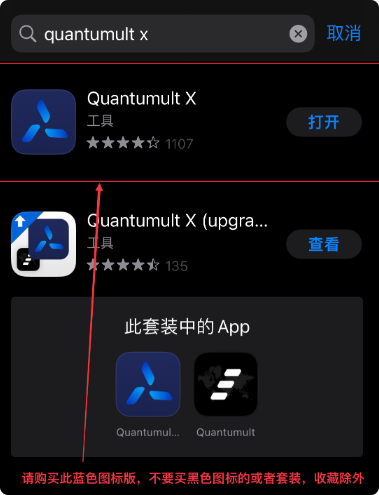 quantumult x
取消
Quantumult X
工具
1107
打开
Quantumult X (upgra...
工具
135
查看
此套装中的 App
Quantumul...
Quantumult
请购买此蓝色图标版，不要买黑色图标的或者套装，收藏除外